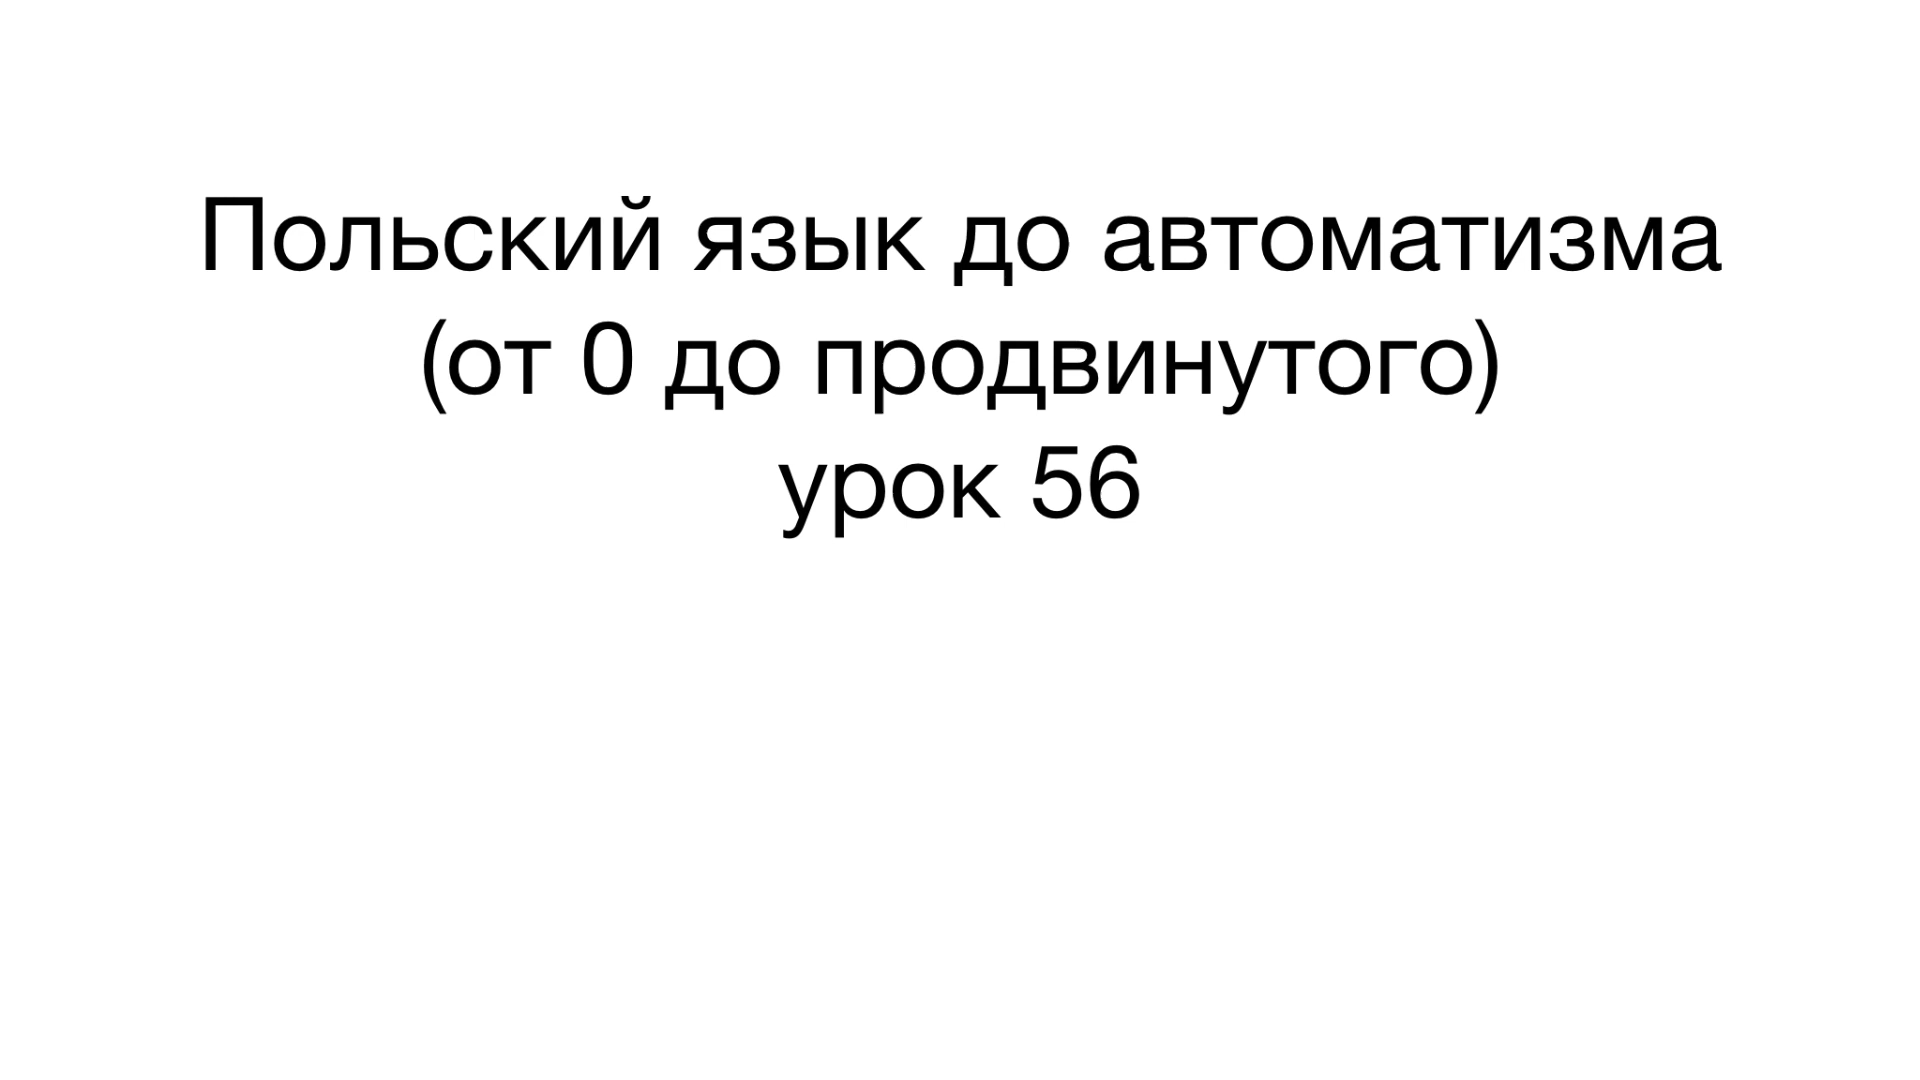 Польский язык до автоматизма
(от 0 до продвинутого)
урок 56